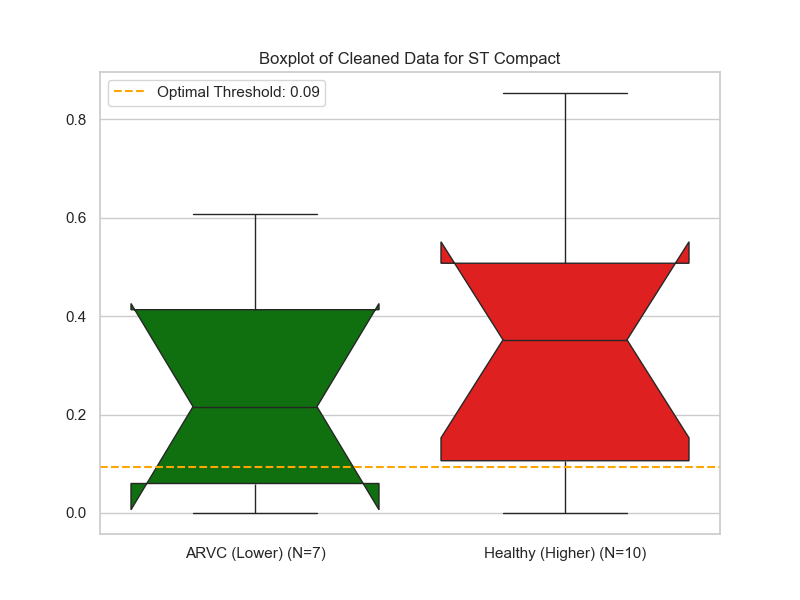 Boxplot of Cleaned Data for ST Compact
Optimal Threshold: 0.09
0.8
0.6
0.4
0.2
0.0
ARVC (Lower) (N=7)
Healthy (Higher) (N=10)